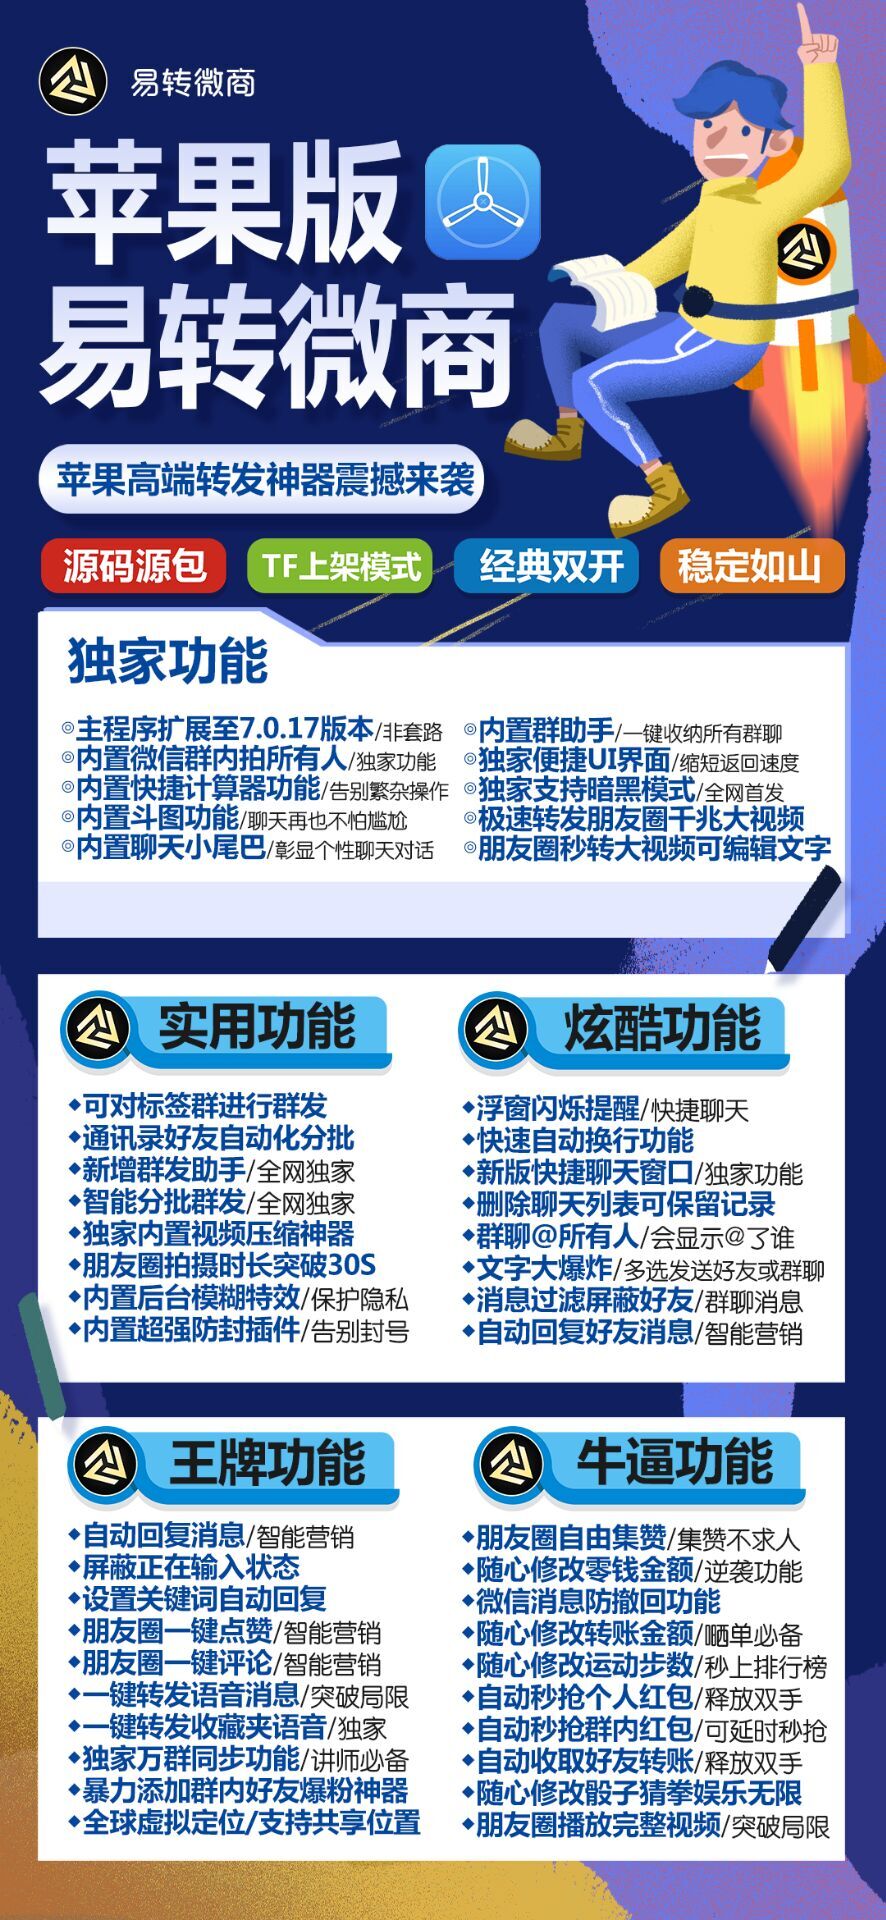 易转微商
苹果版
易转微商
苹果高端转发神器震撼来袭
源码源包
TF上架模式
经典双开
稳定如山
独家功能
◎主程序扩展至7.0.17版本/非套路
◎内置微信群内拍所有人/独家功能
◎内置快捷计算器功能/告别繁杂操作
◎内置斗图功能/聊天再也不怕尴尬
◎内置聊天小尾巴/彰显个性聊天对话
◎内置群助手/一键收纳所有群聊
◎独家便捷UI界面/缩短返回速度
◎独家支持暗黑模式/全网首发
◎极速转发朋友圈千兆大视频
◎朋友圈秒转大视频可编辑文字
实用功能
◆可对标签群进行群发
◆通讯录好友自动化分批
◆新增群发助手/全网独家
◆智能分批群发/全网独家
◆独家内置视频压缩神器
◆朋友圈拍摄时长突破30S
◆内置后台模糊特效/保护隐私
◆内置超强防封插件/告别封号
炫酷功能
◆浮窗闪烁提醒/快捷聊天
◆快速自动换行功能
◆新版快捷聊天窗口/独家功能
◆删除聊天列表可保留记录
◆群聊@所有人/会显示@了谁
◆文字大爆炸/多选发送好友或群聊
◆消息过滤屏蔽好友/群聊消息
◆自动回复好友消息/智能营销
王牌功能
◆自动回复消息/智能营销
◆屏蔽正在输入状态
◆设置关键词自动回复
◆朋友圈一键点赞/智能营销
◆朋友圈一键评论/智能营销
◆一键转发语音消息/突破局限
◆一键转发收藏夹语音/独家
◆独家万群同步功能/讲师必备
◆暴力添加群内好友爆粉神器
◆全球虚拟定位/支持共享位置
牛逼功能
◆朋友圈自由集赞/集赞不求人
◆随心修改零钱金额/逆袭功能
◆微信消息防撤回功能
◆随心修改转账金额/晒单必备
◆随心修改运动步数/秒上排行榜
◆自动秒抢个人红包/释放双手
◆自动秒抢群内红包/可延时秒抢
◆自动收取好友转账/释放双手
◆随心修改骰子猜拳娱乐无限
◆朋友圈播放完整视频/突破局限